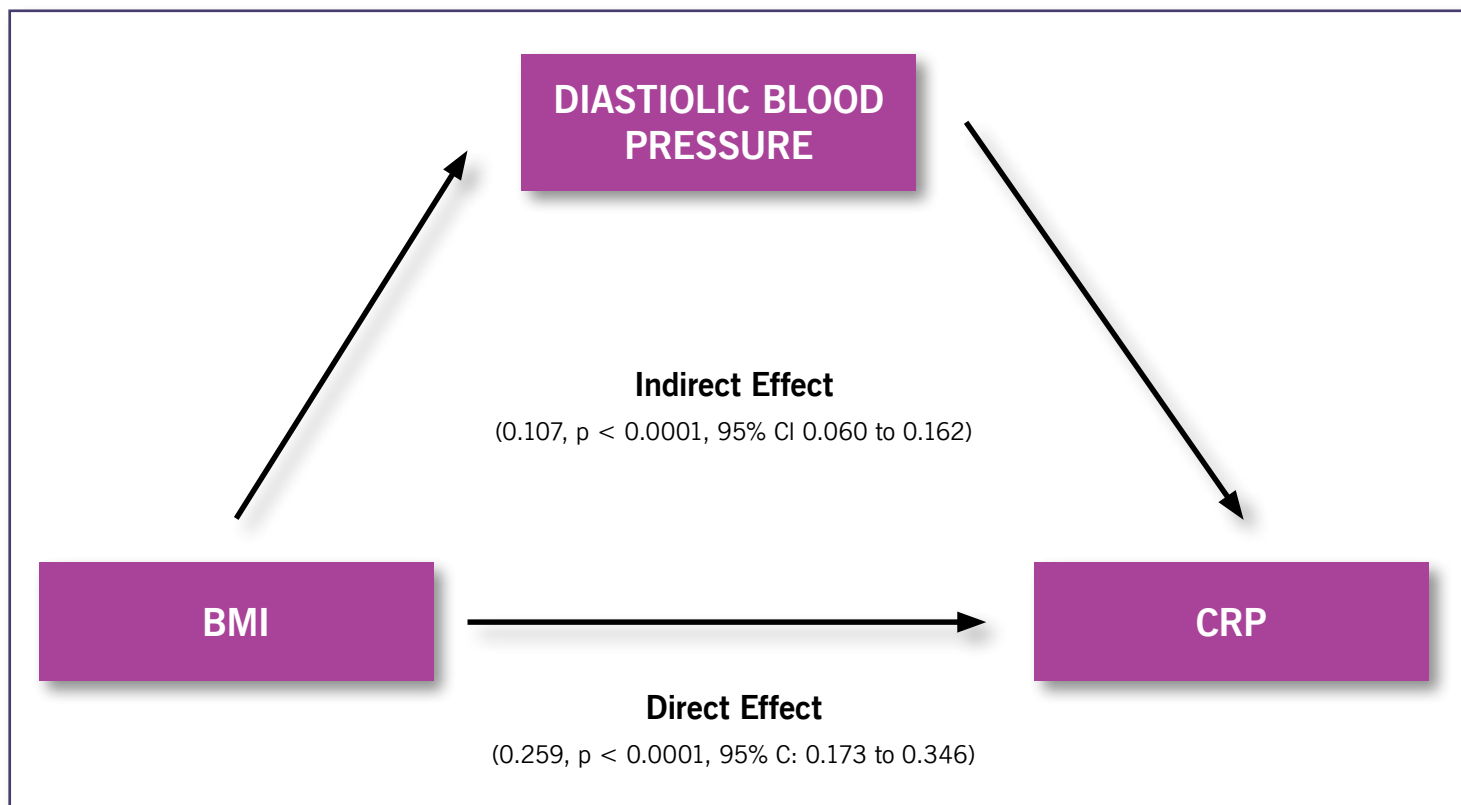 DIASTIOLIC BLOOD
PRESSURE
Indirect Effect
(0.107, p < 0.0001, 95% CI 0.060 to 0.162)
BMI
CRP
Direct Effect
(0.259, p < 0.0001, 95% C: 0.173 to 0.346)